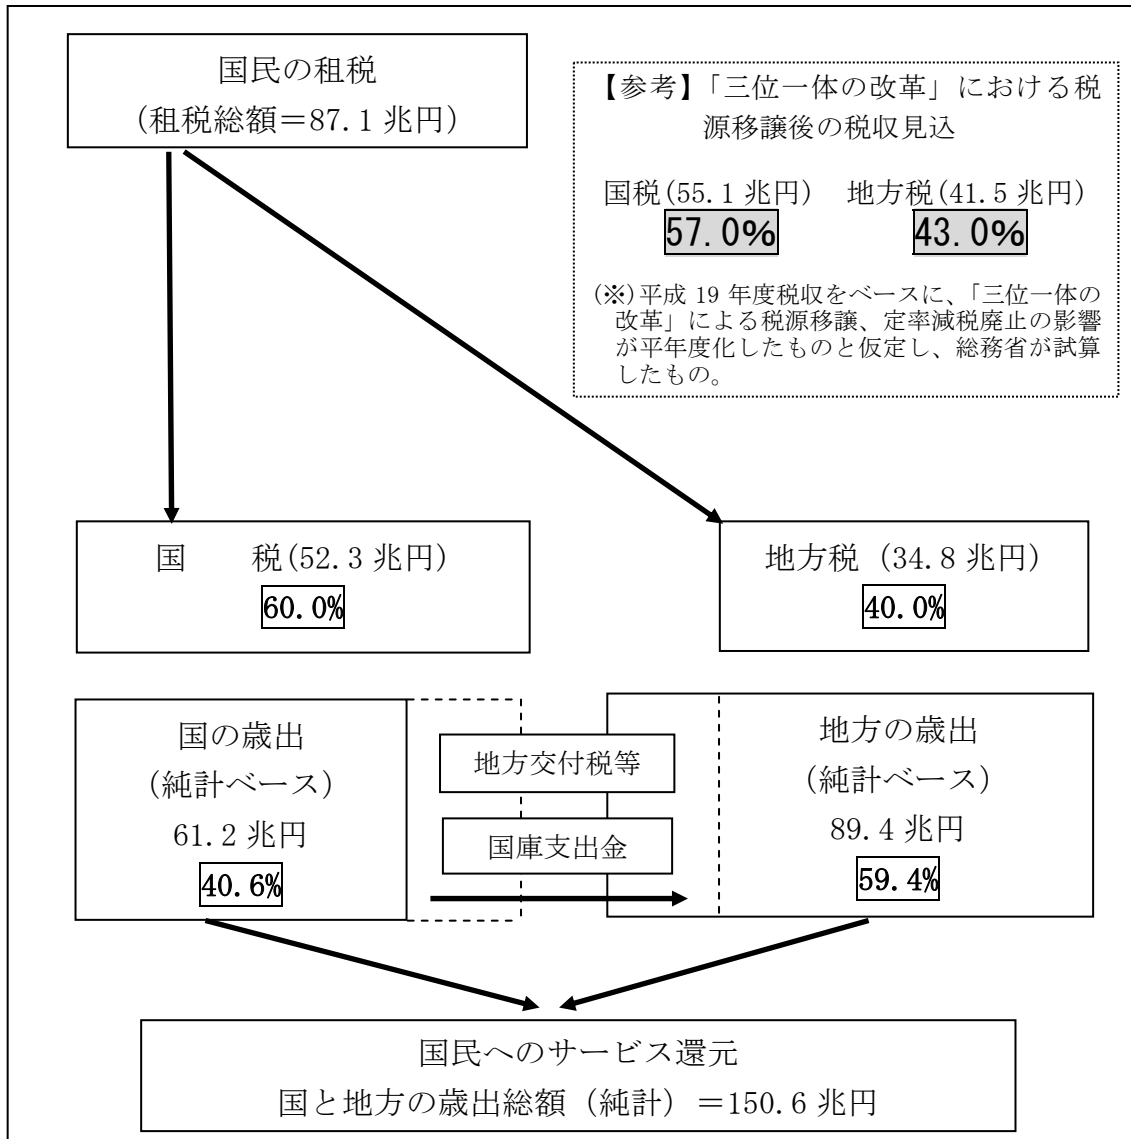 国民の租税
(租税総額＝87.1 兆円)
【参考】「三位一体の改革」における税
源移譲後の税収見込
国税(55.1 兆円)　地方税(41.5 兆円)
57.0%　43.0%
(※)平成 19 年度税収をベースに、「三位一体の
改革」による税源移譲、定率減税廃止の影響
が平年度化したものと仮定し、総務省が試算
したもの。
国　　税(52.3 兆円)
60.0%
地方税 (34.8 兆円)
40.0%
国の歳出
(純計ベース)
61.2 兆円
40.6%
地方交付税等
国庫支出金
地方の歳出
(純計ベース)
89.4 兆円
59.4%
国民へのサービス還元
国と地方の歳出総額（純計）＝150.6 兆円